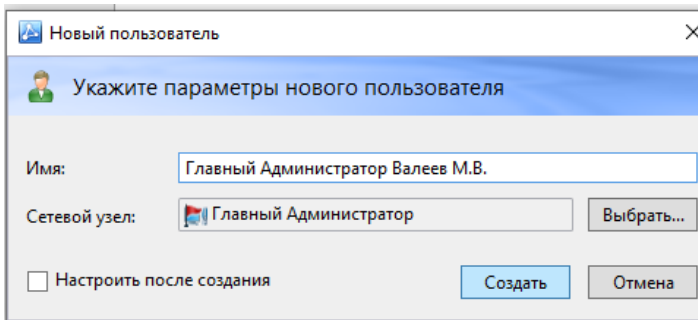 Новый пользователь
Укажите параметры нового пользователя
Имя: Главный Администратор Валеев М.В.
Сетевой узел: Главный Администратор Выбрать...
Настроить после создания Создать Отмена